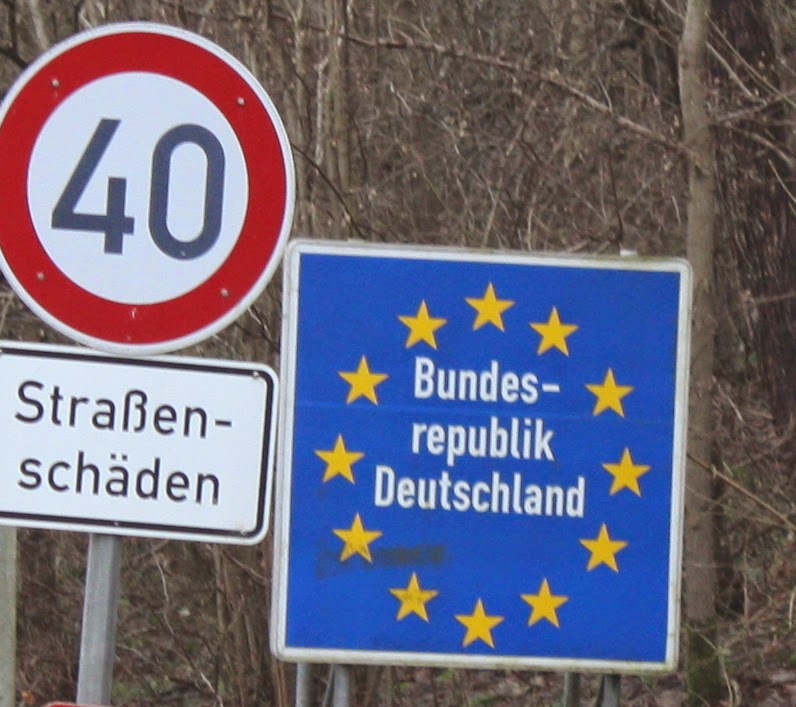 40
Straßen-
schäden
Bundes-
republik
Deutschland